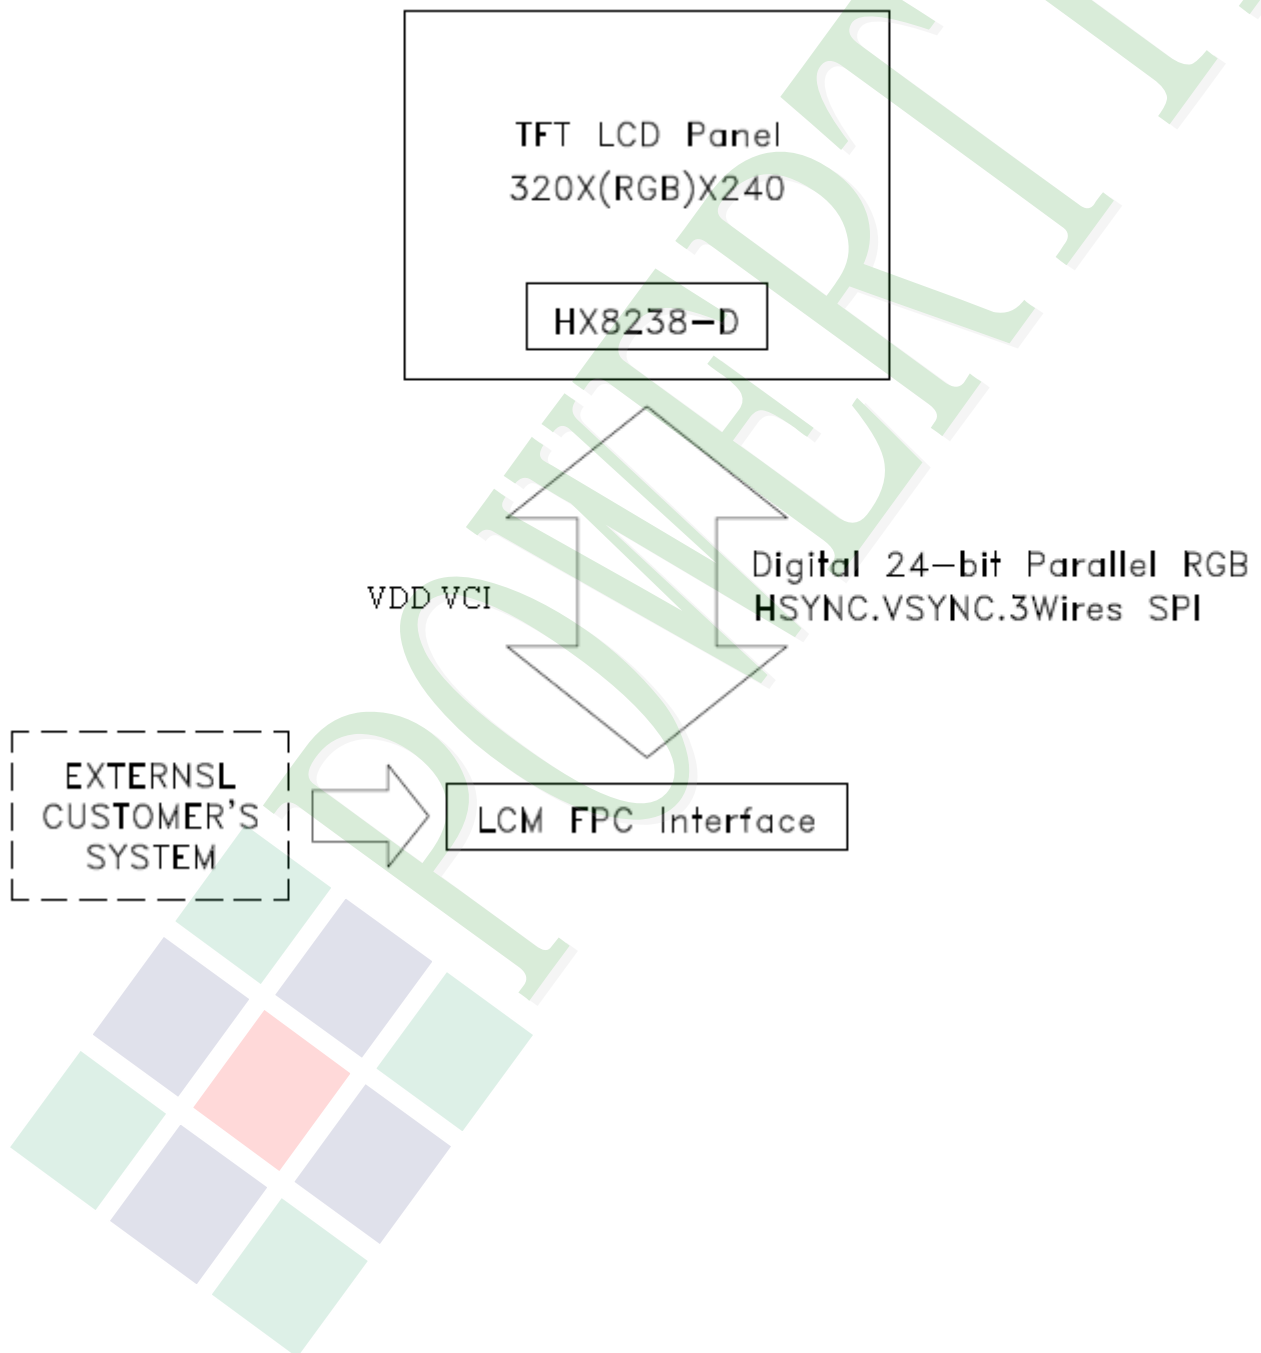 TFT LCD Panel
320X(RGB)X240
HX8238-D
Digital 24-bit Parallel RGB
VDD VCI
HSYNC.VSYNC.3Wires SPI
EXTERNSL
CUSTOMER'S
SYSTEM
LCM FPC Interface